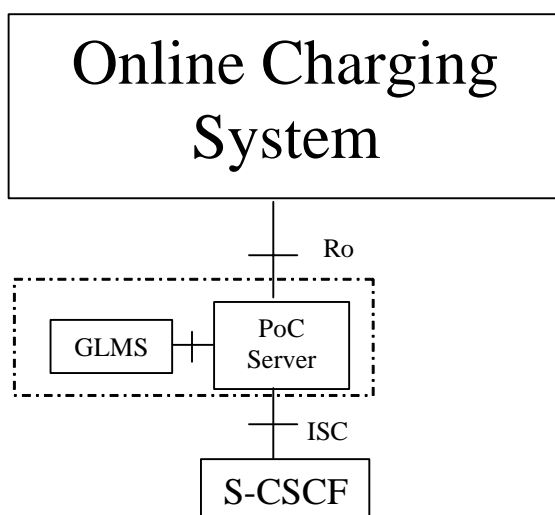 Online Charging
System
Ro
GLMS
PoC
Server
ISC
S-CSCF